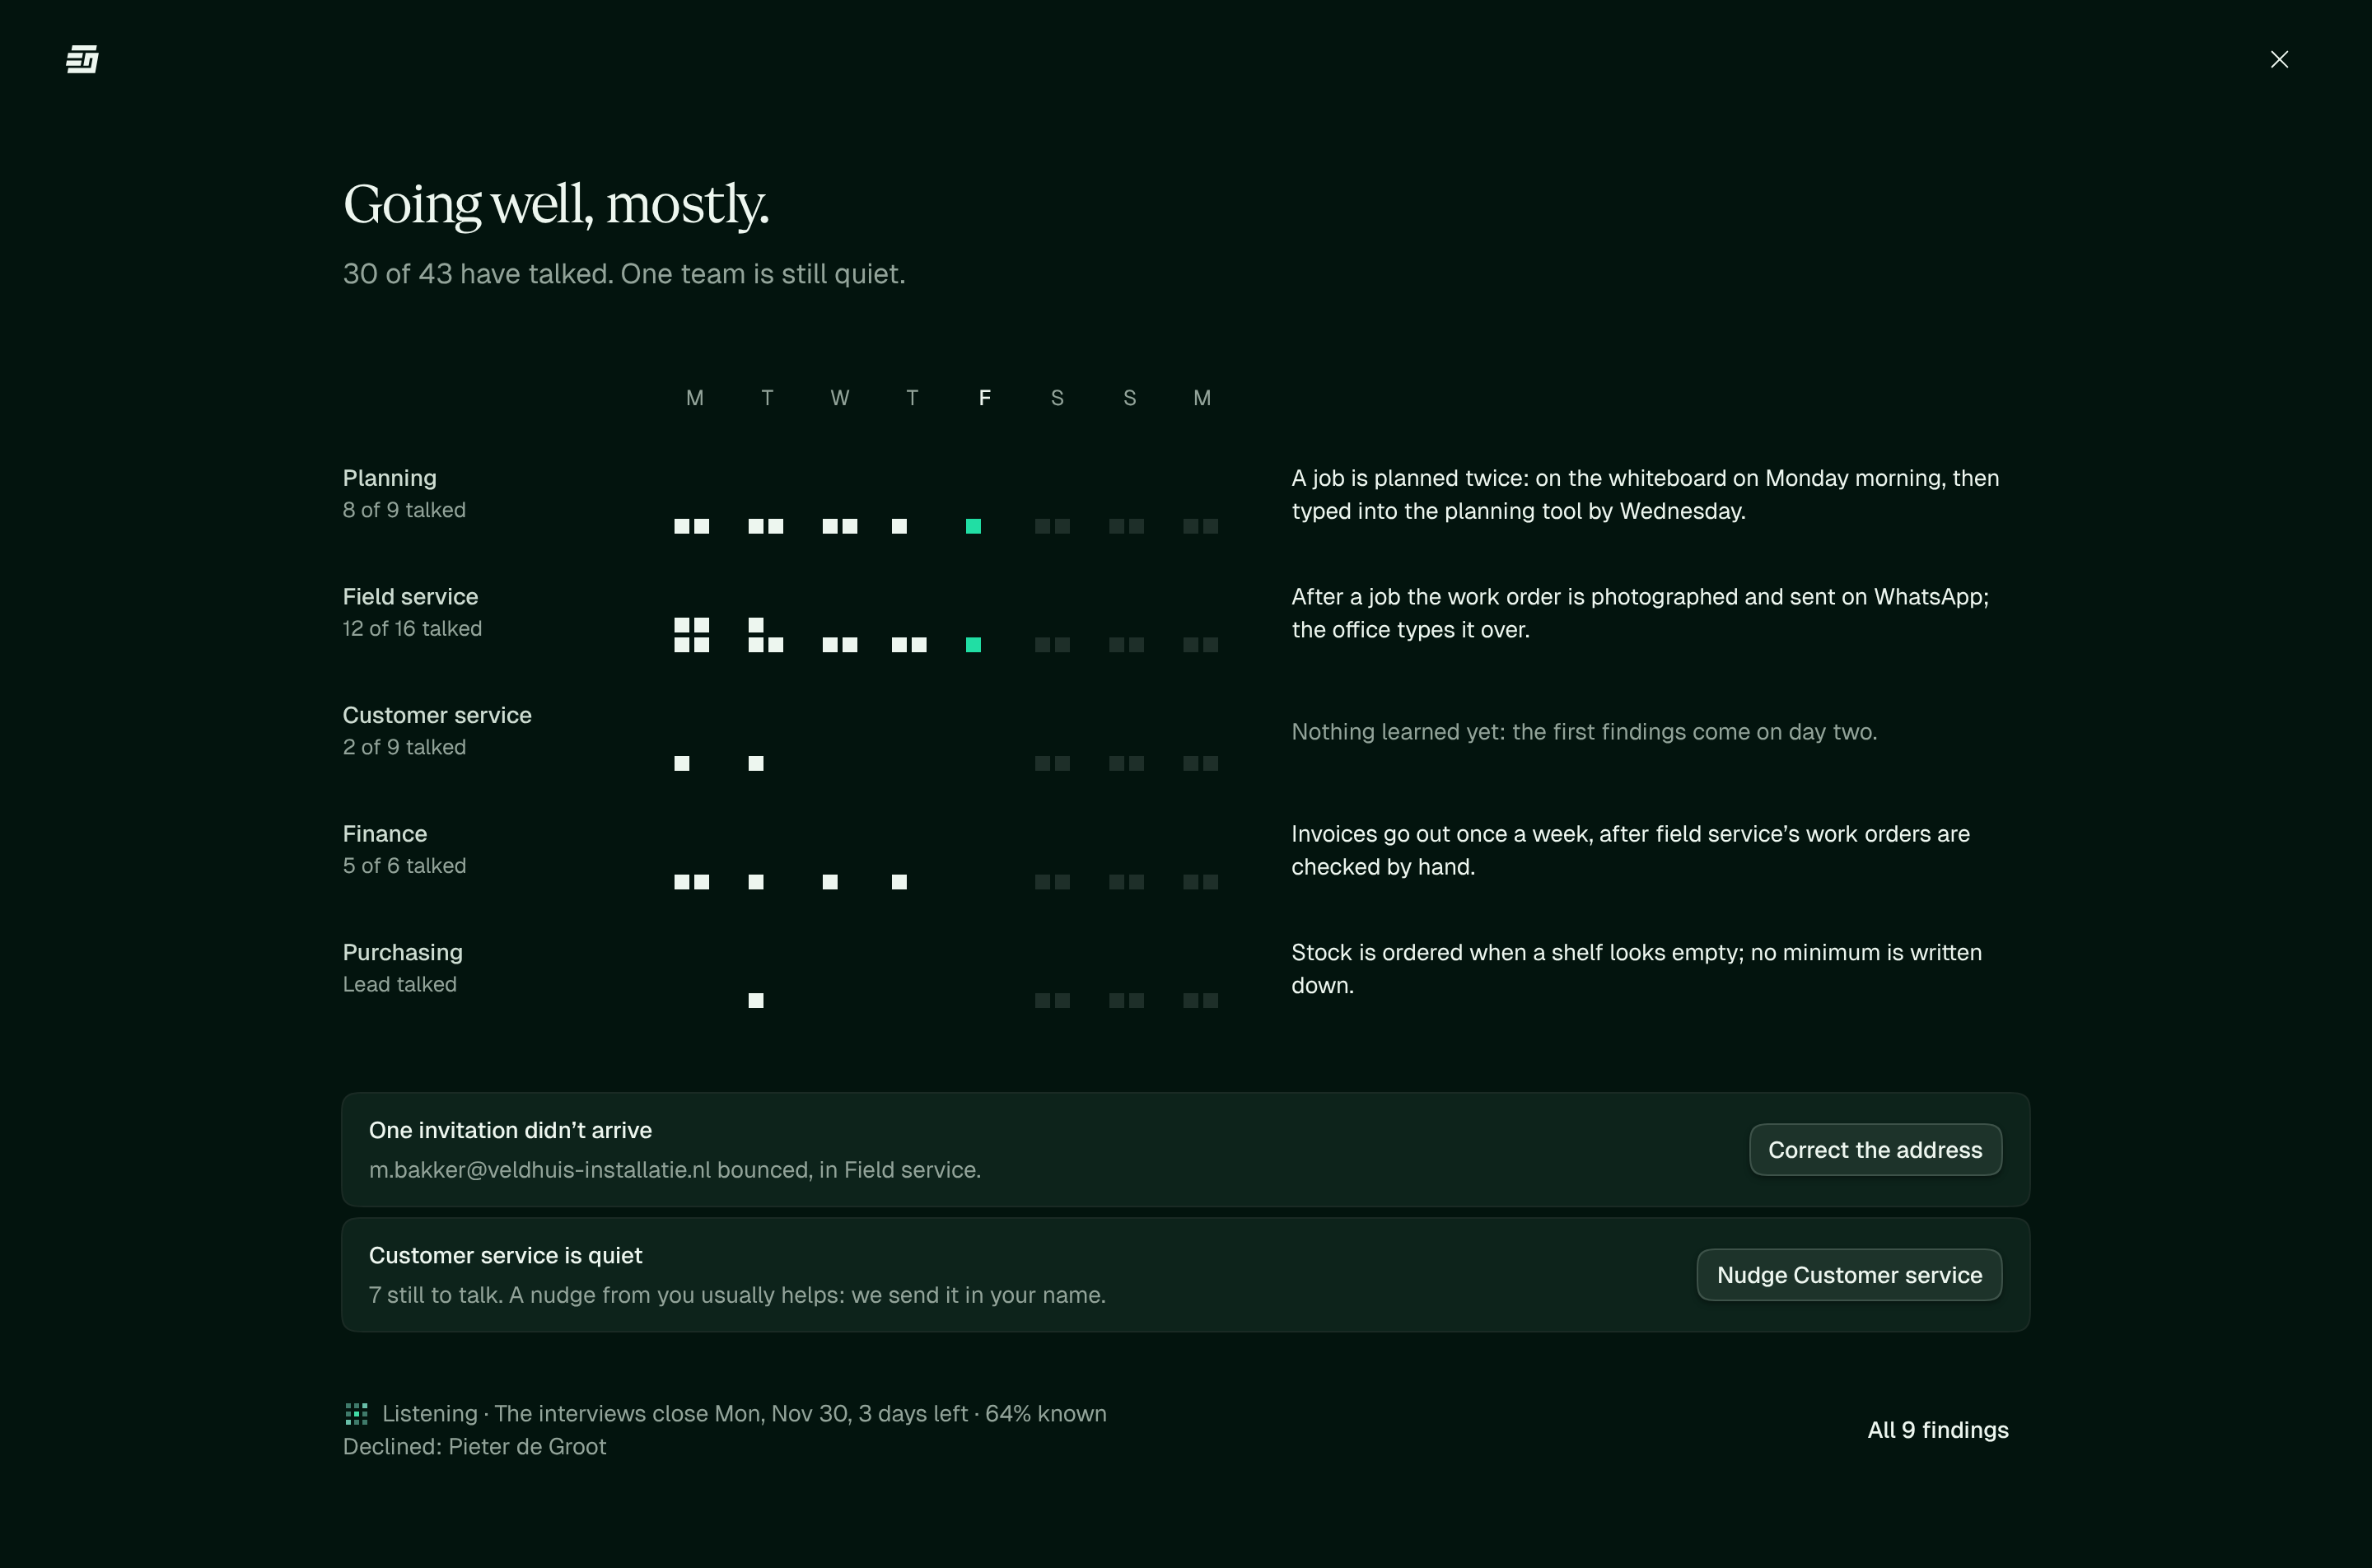 Going well, mostly.
30 of 43 have talked. One team is still quiet.
M T W T F S S M
Planning
8 of 9 talked
A job is planned twice: on the whiteboard on Monday morning, then
typed into the planning tool by Wednesday.
Field service
12 of 16 talked
After a job the work order is photographed and sent on WhatsApp;
the office types it over.
Customer service
2 of 9 talked
Nothing learned yet: the first findings come on day two.
Finance
5 of 6 talked
Invoices go out once a week, after field service’s work orders are
checked by hand.
Purchasing
Lead talked
Stock is ordered when a shelf looks empty; no minimum is written
down.
One invitation didn’t arrive
m.bakker@veldhuis-installatie.nl bounced, in Field service.
Correct the address
Customer service is quiet
7 still to talk. A nudge from you usually helps: we send it in your name.
Nudge Customer service
Listening · The interviews close Mon, Nov 30, 3 days left · 64% known
Declined: Pieter de Groot
All 9 findings